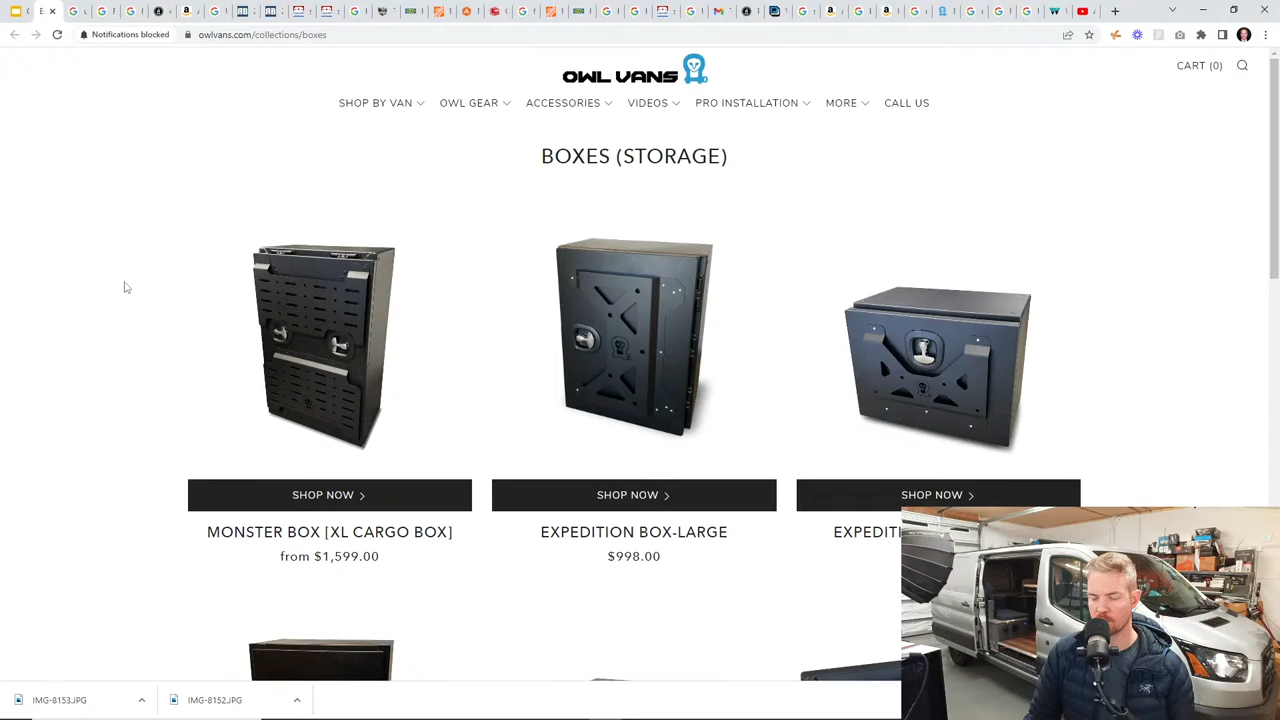 Notifications blocked
owlvans.com/collections/boxes
OWL VANS
CART (0)
SHOP BY VAN
OWL GEAR
ACCESSORIES
VIDEOS
PRO INSTALLATION
MORE
CALL US
BOXES (STORAGE)
SHOP NOW
SHOP NOW
SHOP NOW
MONSTER BOX [XL CARGO BOX]
EXPEDITION BOX-LARGE
from $1,599.00
$998.00
IMG-8153.JPG
IMG-8152.JPG